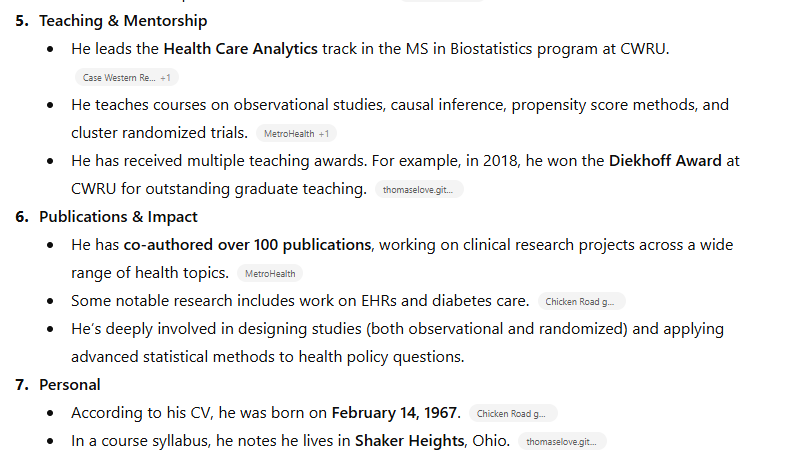 5. Teaching & Mentorship
• He leads the Health Care Analytics track in the MS in Biostatistics program at CWRU.
Case Western Re... +1
• He teaches courses on observational studies, causal inference, propensity score methods, and
cluster randomized trials. MetroHealth +1
• He has received multiple teaching awards. For example, in 2018, he won the Diekhoff Award at
CWRU for outstanding graduate teaching. thomaselove.git...
6. Publications & Impact
• He has co-authored over 100 publications, working on clinical research projects across a wide
range of health topics. MetroHealth
• Some notable research includes work on EHRs and diabetes care. Chicken Road g...
• He's deeply involved in designing studies (both observational and randomized) and applying
advanced statistical methods to health policy questions.
7. Personal
• According to his CV, he was born on February 14, 1967. Chicken Road g...
• In a course syllabus, he notes he lives in Shaker Heights, Ohio. thomaselove.git...